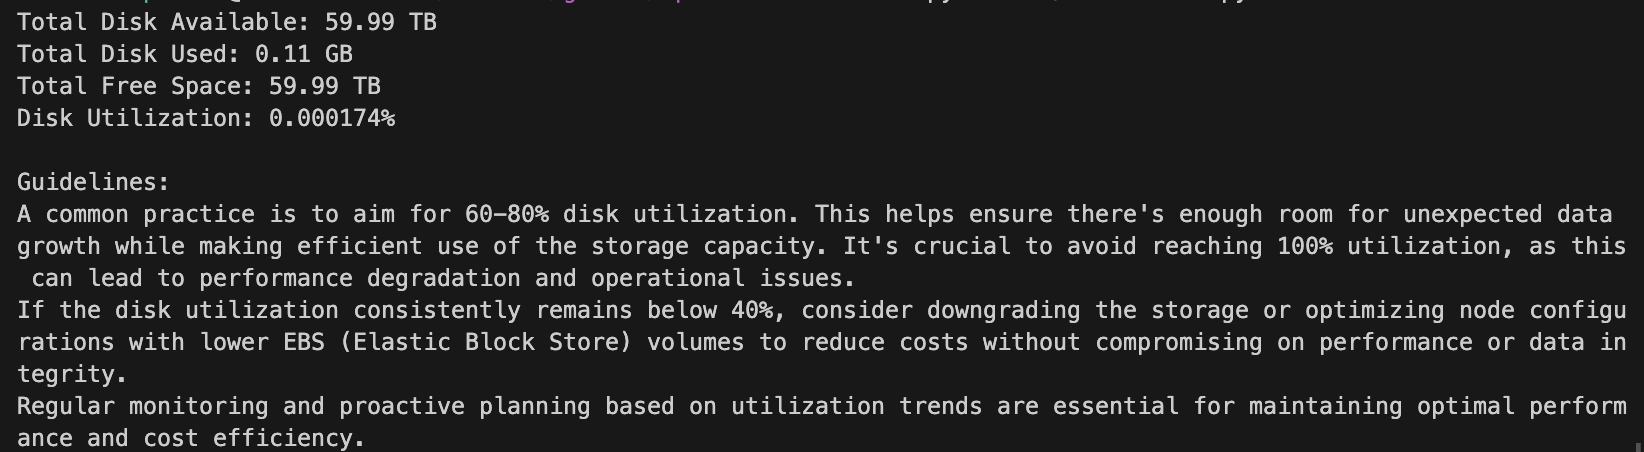 Total Disk Available: 59.99 TB
Total Disk Used: 0.11 GB
Total Free Space: 59.99 TB
Disk Utilization: 0.000174%

Guidelines:
A common practice is to aim for 60-80% disk utilization. This helps ensure there's enough room for unexpected data
growth while making efficient use of the storage capacity. It's crucial to avoid reaching 100% utilization, as this
 can lead to performance degradation and operational issues.
If the disk utilization consistently remains below 40%, consider downgrading the storage or optimizing node configu
rations with lower EBS (Elastic Block Store) volumes to reduce costs without compromising on performance or data in
tegrity.
Regular monitoring and proactive planning based on utilization trends are essential for maintaining optimal perform
ance and cost efficiency.